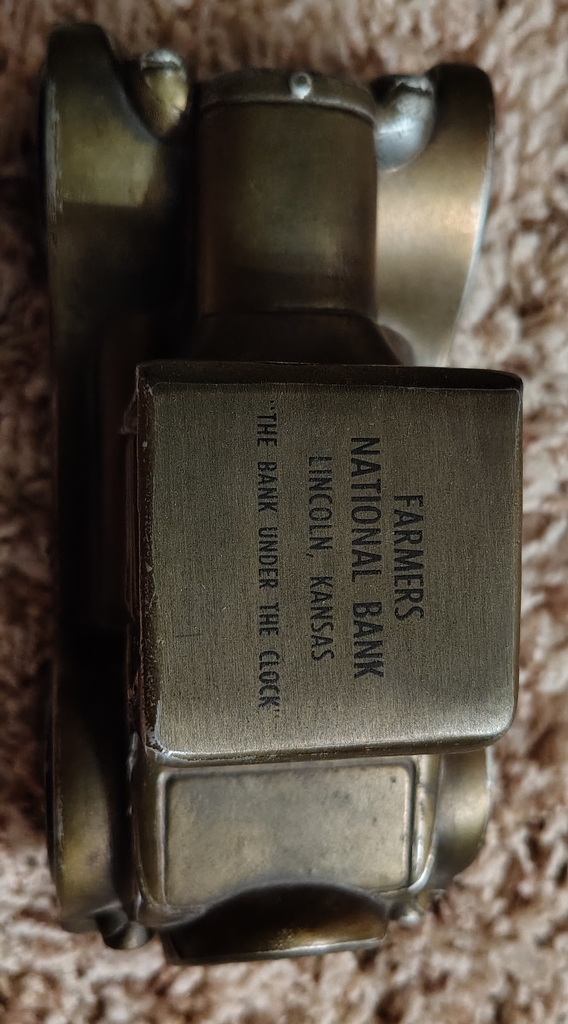 FARMERS
NATIONAL BANK
LINCOLN, KANSAS
"THE BANK UNDER THE CLOCK"